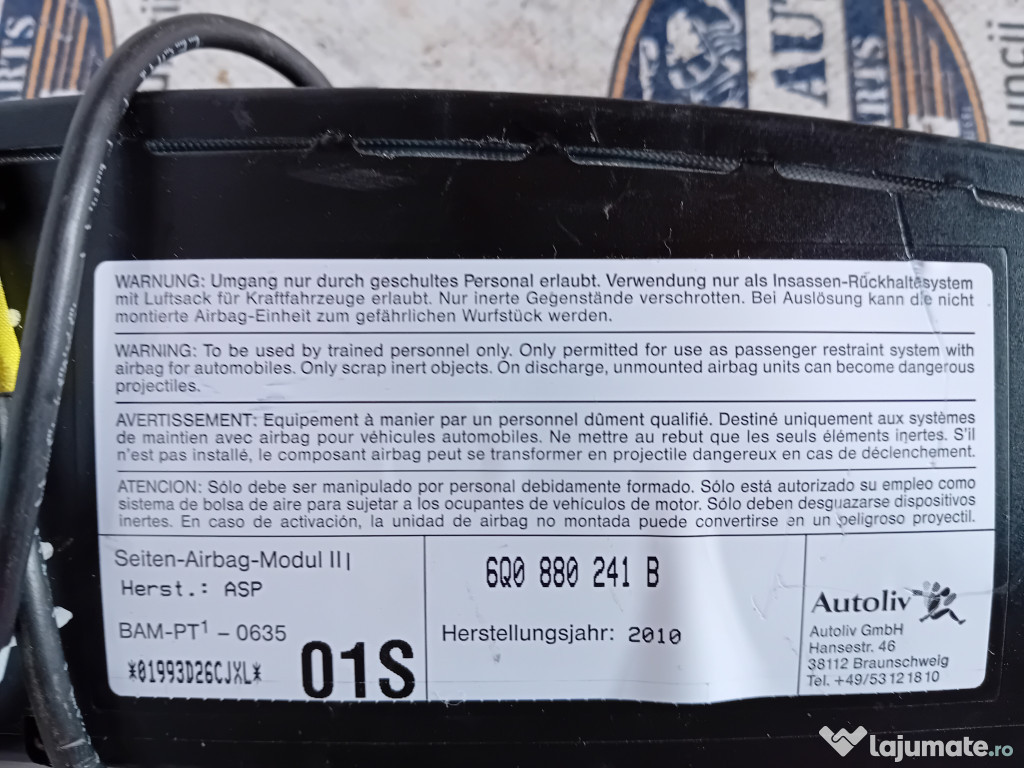 PARTS
AUT
PARTS
WARNUNG: Umgang nur durch geschultes Personal erlaubt. Verwendung nur als Insassen-Rückhaltesystem
mit Luftsack für Kraftfahrzeuge erlaubt. Nur inerte Gegenstände verschrotten. Bei Auslösung kann die nicht
montierte Airbag-Einheit zum gefährlichen Wurfstück werden.
WARNING: To be used by trained personnel only. Only permitted for use as passenger restraint system with
airbag for automobiles. Only scrap inert objects. On discharge, unmounted airbag units can become dangerous
projectiles.
AVERTISSEMENT: Equipement à manier par un personnel dûment qualifié. Destiné uniquement aux systèmes
de maintien avec airbag pour véhicules automobiles. Ne mettre au rebut que les seuls éléments inertes. S'il
n'est pas installé, le composant airbag peut se transformer en projectile dangereux en cas de déclenchement.
ATENCION: Sólo debe ser manipulado por personal debidamente formado. Sólo está autorizado su empleo como
sistema de bolsa de aire para sujetar a los ocupantes de vehículos de motor. Sólo deben desguazarse dispositivos
inertes. En caso de activación, la unidad de airbag no montada puede convertirse en un peligroso proyectil.
Seiten-Airbag-Modul II|
Herst.: ASP
BAM-PT¹ - 0635
*01993D26CJXL*
01S
6Q0 880 241 B
Herstellungsjahr: 2010
Autoliv
Autoliv GmbH
Hansestr. 46
38112 Braunschweig
Tel. +49/53121810
lajumate.ro